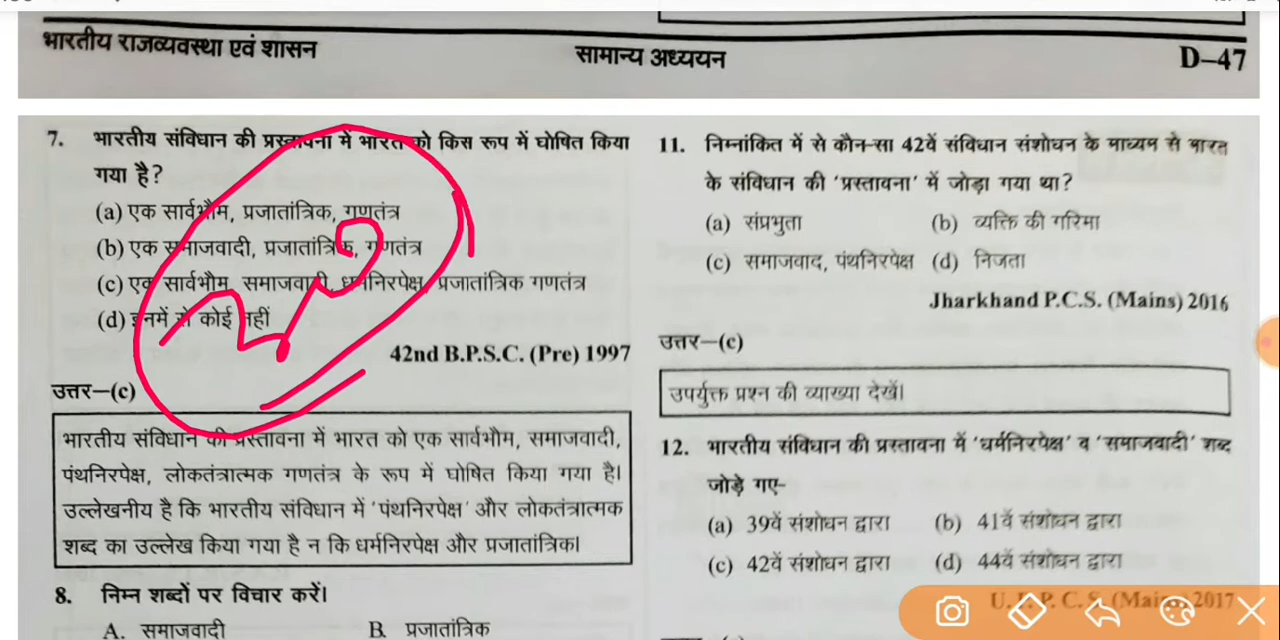 भारतीय राजव्यवस्था एवं शासन
सामान्य अध्ययन
D–47
7. भारतीय संविधान की प्रस्तावना में भारत को किस रूप में घोषित किया
गया है?
(a) एक सार्वभौम, प्रजातांत्रिक, गणतंत्र
(b) एक समाजवादी, प्रजातांत्रिक, गणतंत्र
(c) एक सार्वभौम, समाजवादी, धर्मनिरपेक्ष, प्रजातांत्रिक गणतंत्र
(d) इनमें से कोई नहीं
42nd B.P.S.C. (Pre) 1997
उत्तर—(c)
भारतीय संविधान की प्रस्तावना में भारत को एक सार्वभौम, समाजवादी,
पंथनिरपेक्ष, लोकतंत्रात्मक गणतंत्र के रूप में घोषित किया गया है।
उल्लेखनीय है कि भारतीय संविधान में 'पंथनिरपेक्ष' और लोकतंत्रात्मक
शब्द का उल्लेख किया गया है न कि धर्मनिरपेक्ष और प्रजातांत्रिक।
8. निम्न शब्दों पर विचार करें।
A. समाजवादी B. प्रजातांत्रिक
11. निम्नांकित में से कौन-सा 42वें संविधान संशोधन के माध्यम से भारत
के संविधान की 'प्रस्तावना' में जोड़ा गया था?
(a) संप्रभुता (b) व्यक्ति की गरिमा
(c) समाजवाद, पंथनिरपेक्ष (d) निजता
Jharkhand P.C.S. (Mains) 2016
उत्तर—(c)
उपर्युक्त प्रश्न की व्याख्या देखें।
12. भारतीय संविधान की प्रस्तावना में 'धर्मनिरपेक्ष' व 'समाजवादी' शब्द
जोड़े गए-
(a) 39वें संशोधन द्वारा (b) 41वें संशोधन द्वारा
(c) 42वें संशोधन द्वारा (d) 44वें संशोधन द्वारा
U. P. C. S. (Mains) 2017